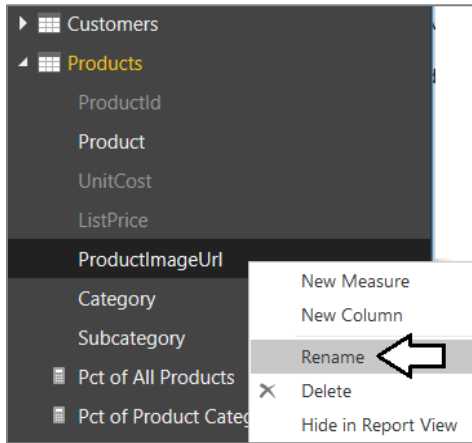 Customers
Products
ProductId
Product
UnitCost
ListPrice
ProductImageUrl
Category
Subcategory
Pct of All Products
Pct of Product
New Measure
New Column
Rename
Delete
Hide in Report View